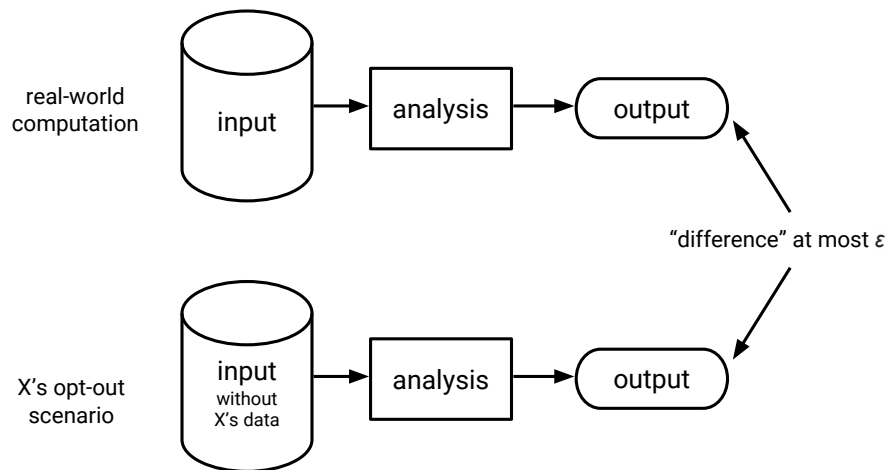 real-world
computation
input
analysis
output
“difference” at most ε
X’s opt-out
scenario
input
without
X’s data
analysis
output